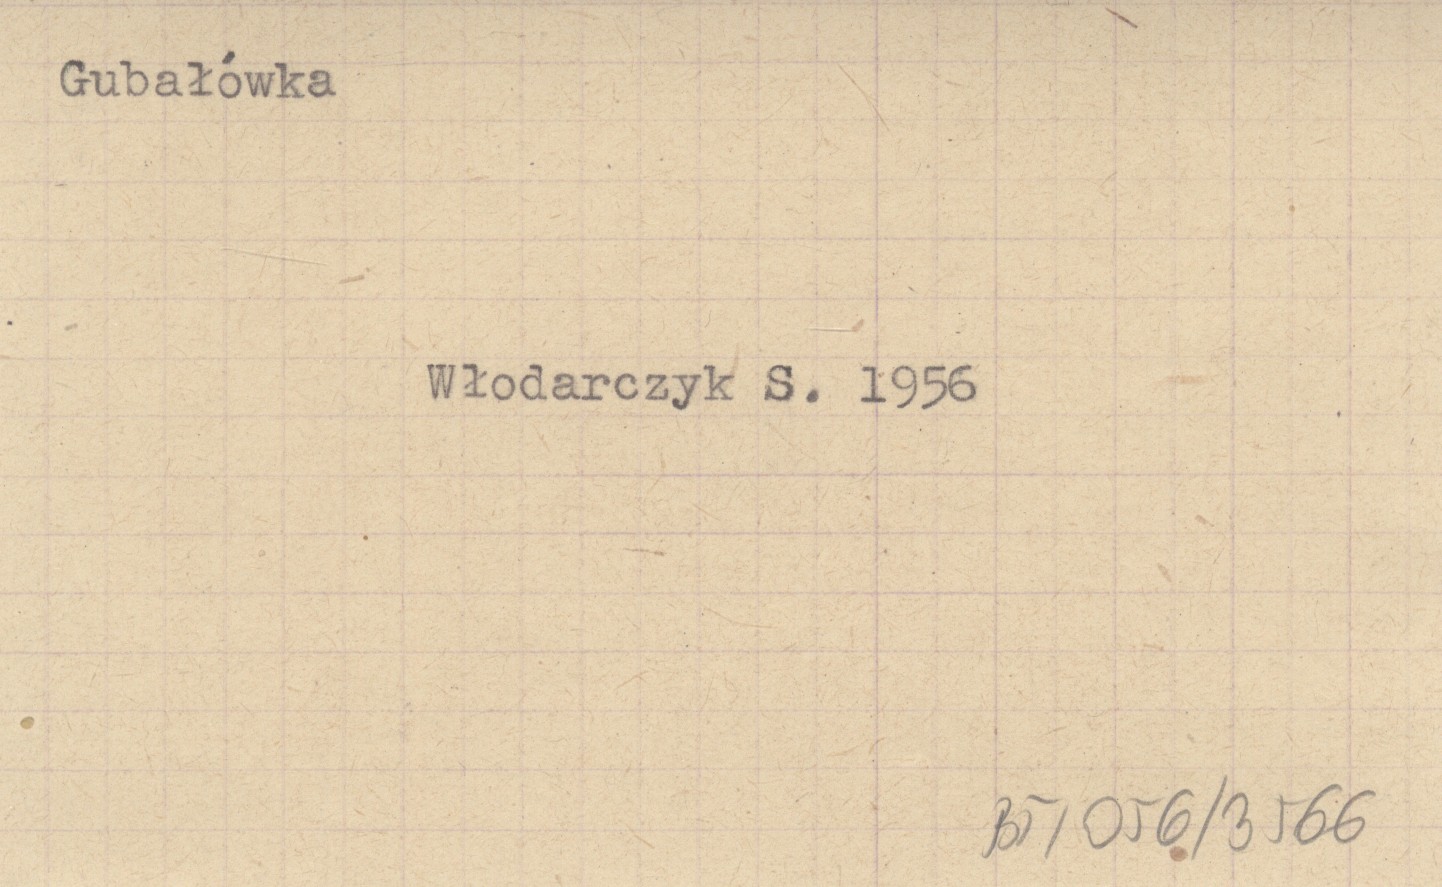 Gubałówka
Włodarczyk S. 1956
BT/056/3566